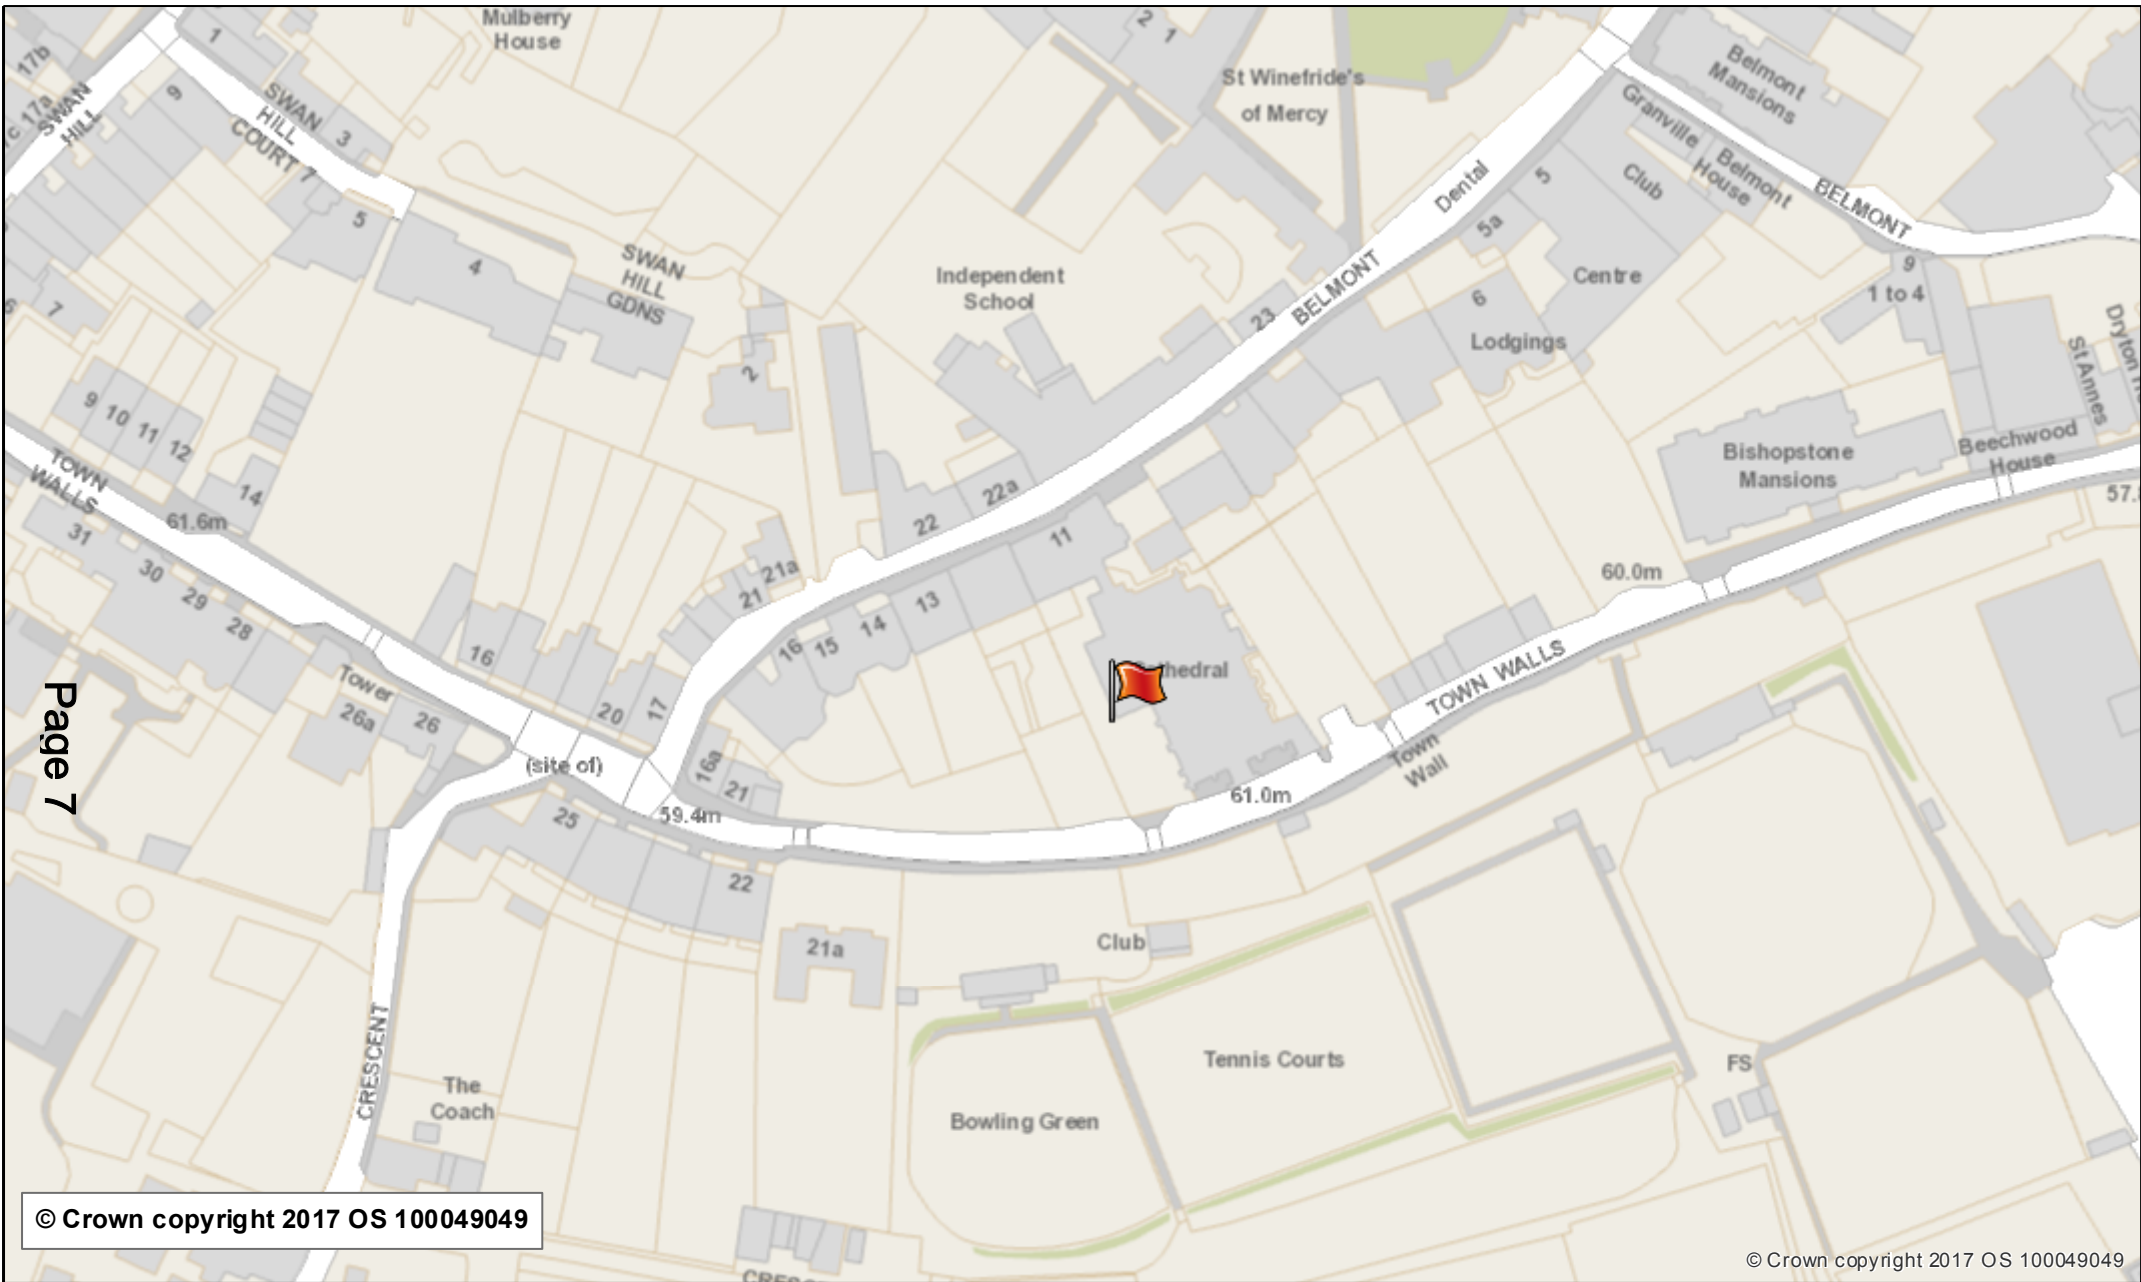 Mulberry
House
2
1
1
17b
St Winefride's
of Mercy
Belmont
Mansions
9
SWAN
HILL
COURT
SWAN
HILL
17a
3
7
Granville
Belmont
House
BELMONT
Club
Dental
5
5a
5
4
SWAN
HILL
GDNS
Independent
School
BELMONT
23
6
Lodgings
Centre
9
1 to 4
7
6
2
St Annes
9
10
11
12
14
TOWN
WALLS
61.6m
22
22a
11
Bishopstone
Mansions
Beechwood
House
31
30
29
28
21a
21
13
14
15
16
60.0m
16
20
17
TOWN WALLS
Tower
26a
26
(site of)
16a
21
59.4m
61.0m
Town
Wall
25
22
21a
Club
CRESCENT
The
Coach
Bowling Green
Tennis Courts
FS
Page 7
© Crown copyright 2017 OS 100049049
© Crown copyright 2017 OS 100049049